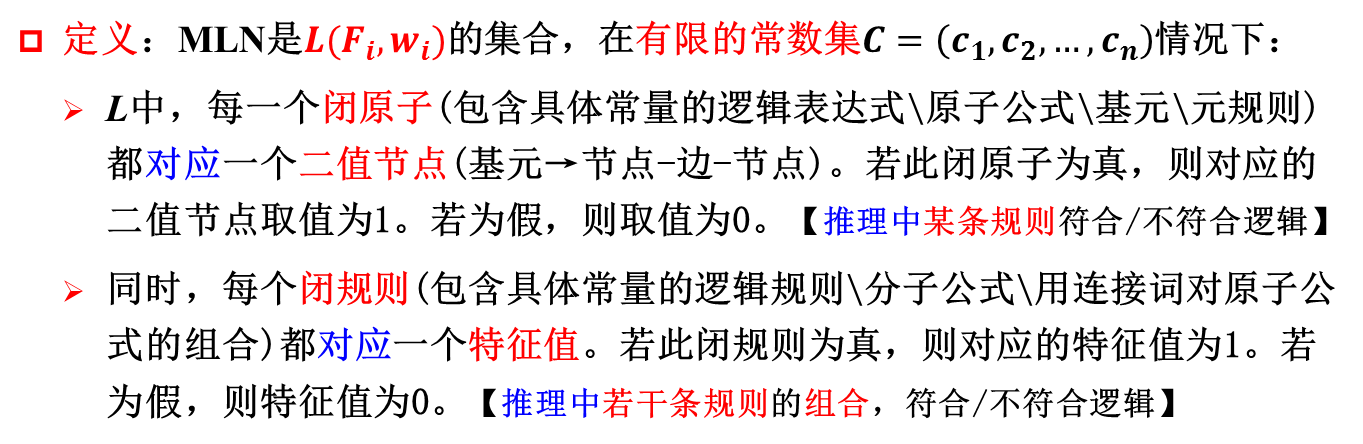 定义：MLN是L(Fᵢ,wᵢ)的集合，在有限的常数集C = (c₁,c₂,…,cₙ)情况下：
L中，每一个闭原子(包含具体常量的逻辑表达式\原子公式\基元\元规则)
都对应一个二值节点(基元→节点-边-节点)。若此闭原子为真，则对应的
二值节点取值为1。若为假，则取值为0。【推理中某条规则符合/不符合逻辑】
同时，每个闭规则(包含具体常量的逻辑规则\分子公式\用连接词对原子公
式的组合)都对应一个特征值。若此闭规则为真，则对应的特征值为1。若
为假，则特征值为0。【推理中若干条规则的组合，符合/不符合逻辑】